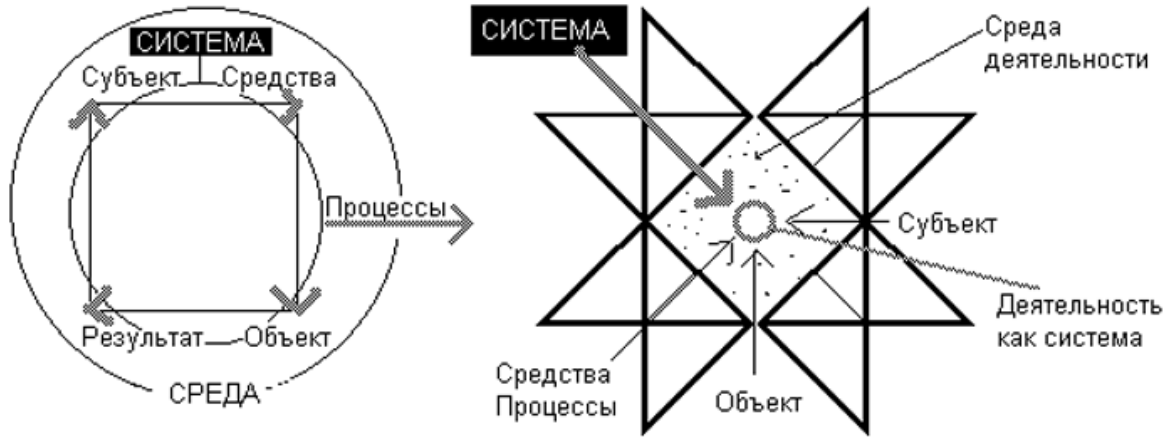 СИСТЕМА
Субъект Средства
Процессы
Результат Объект
СРЕДА
СИСТЕМА
Среда
деятельности
Субъект
Деятельность
как система
Средства
Процессы
Объект